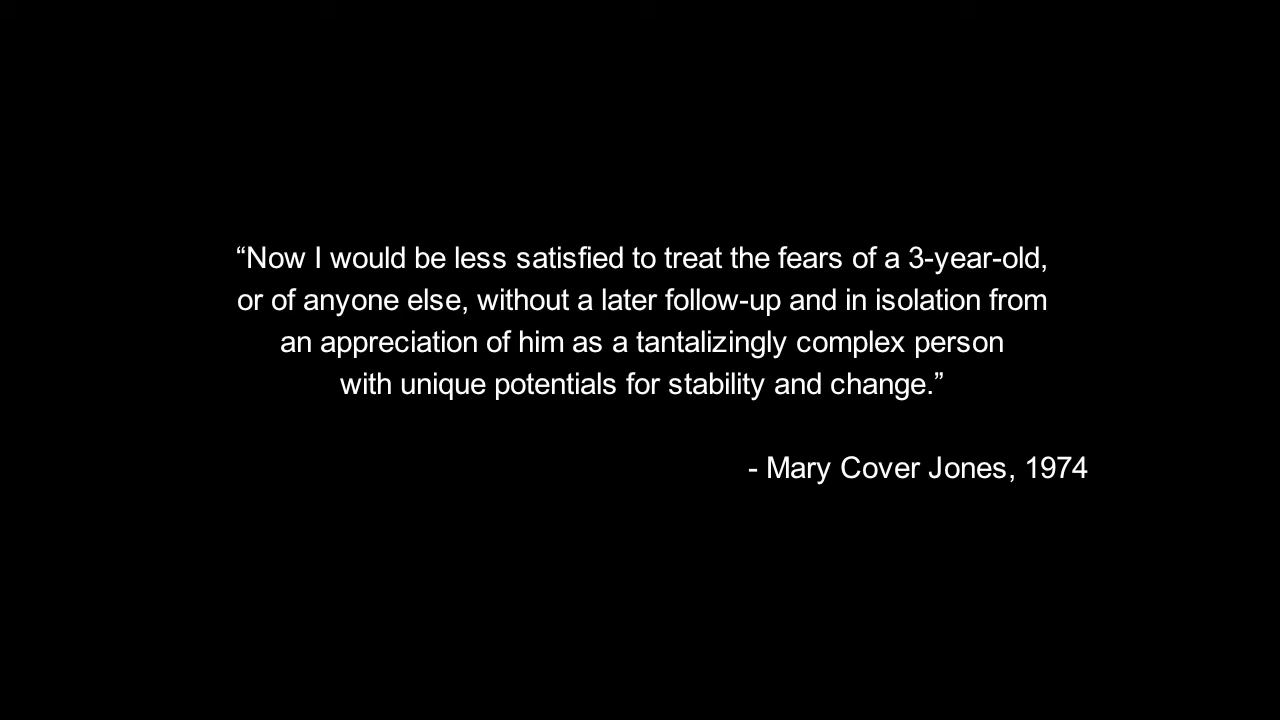 “Now I would be less satisfied to treat the fears of a 3-year-old,
or of anyone else, without a later follow-up and in isolation from
an appreciation of him as a tantalizingly complex person
with unique potentials for stability and change.”
- Mary Cover Jones, 1974